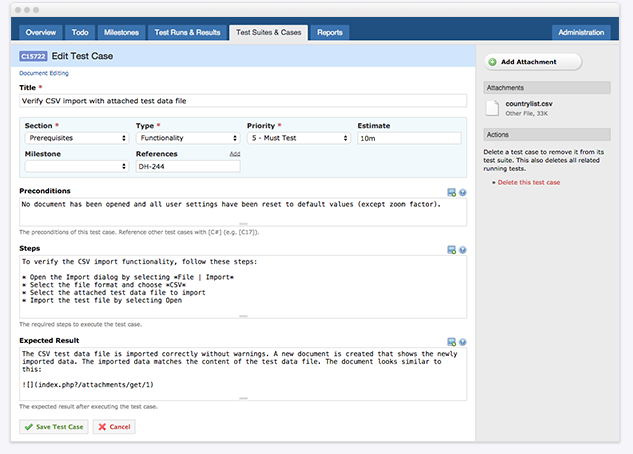 Overview Todo Milestones Test Runs & Results Test Suites & Cases Reports Administration
C15722 Edit Test Case
Document Editing
Title *
Verify CSV import with attached test data file
Section * Type * Priority * Estimate
Prerequisites Functionality 5 - Must Test 10m
Milestone References Add
DH-244
Preconditions
No document has been opened and all user settings have been reset to default values (except zoom factor).
The preconditions of this test case. Reference other test cases with [C#] (e.g. [C17]).
Steps
To verify the CSV import functionality, follow these steps:
* Open the Import dialog by selecting *File | Import*
* Select the file format and choose *CSV*
* Select the attached test data file to import
* Import the test file by selecting Open
The required steps to execute the test case.
Expected Result
The CSV test data file is imported correctly without warnings. A new document is created that shows the newly
imported data. The imported data matches the content of the test data file. The document looks similar to
this:
![](index.php?/attachments/get/1)
The expected result after executing the test case.
Save Test Case Cancel
Add Attachment
Attachments
countrylist.csv
Other File, 33K
Actions
Delete a test case to remove it from its
test suite. This also deletes all related
running tests.
» Delete this test case